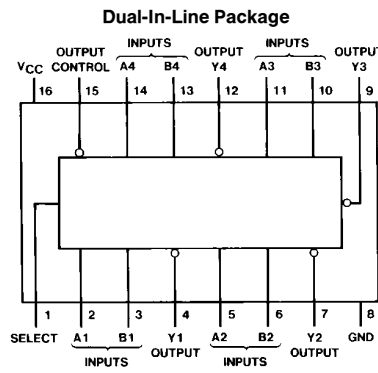 Dual-In-Line Package
INPUTS INPUTS
OUTPUT OUTPUT OUTPUT
VCC CONTROL A4 B4 Y4 A3 B3 Y3
16 15 14 13 12 11 10 9
1 2 3 4 5 6 7 8
SELECT A1 B1 Y1 A2 B2 Y2 GND
INPUTS OUTPUT INPUTS OUTPUT